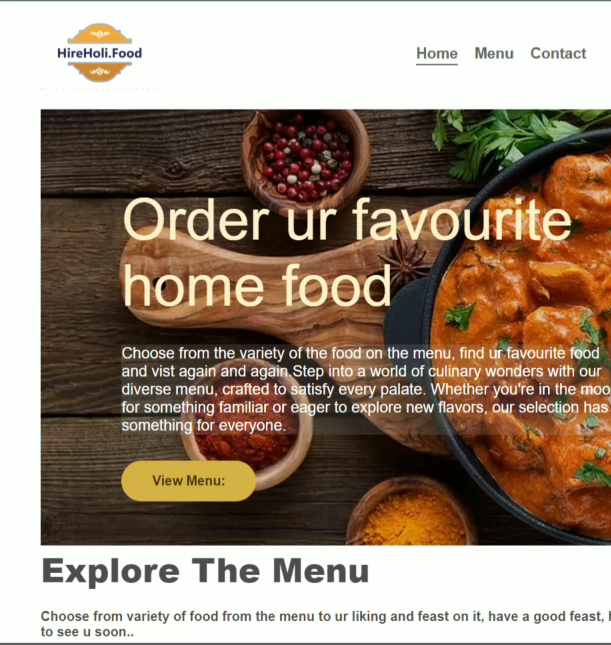 HireHoli.Food
Home Menu Contact
Order ur favourite
home food
Choose from the variety of the food on the menu, find ur favourite food
and vist again and again.Step into a world of culinary wonders with our
diverse menu, crafted to satisfy every palate. Whether you're in the moo
for something familiar or eager to explore new flavors, our selection has
something for everyone.
View Menu:
Explore The Menu
Choose from variety of food from the menu to ur liking and feast on it, have a good feast,
to see u soon..